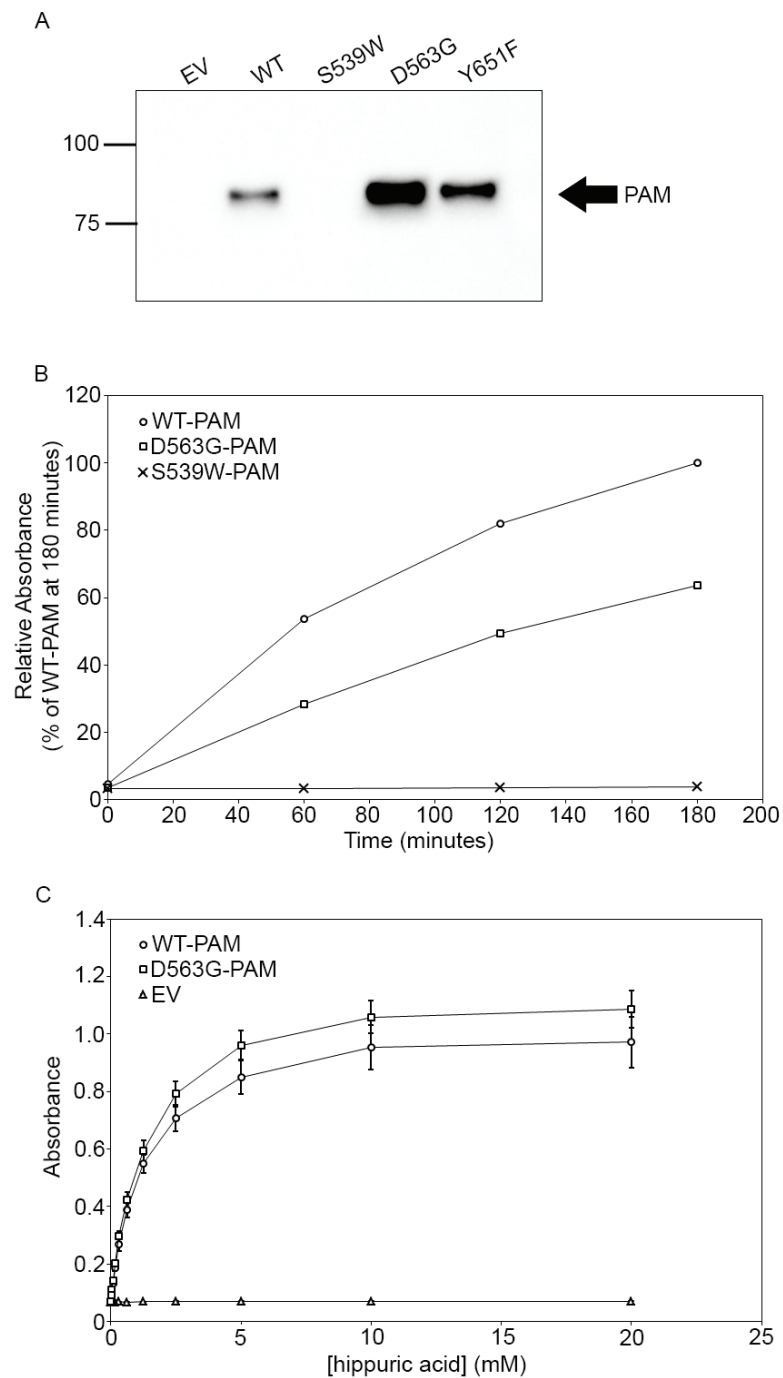 A
EV WT S539W D563G Y651F
100
75
PAM
B
Relative Absorbance
(% of WT-PAM at 180 minutes)
120
100
80
60
40
20
0
WT-PAM
D563G-PAM
S539W-PAM
0 20 40 60 80 100 120 140 160 180 200
Time (minutes)
C
Absorbance
1.4
1.2
1.0
0.8
0.6
0.4
0.2
0
WT-PAM
D563G-PAM
EV
0 5 10 15 20 25
[hippuric acid] (mM)